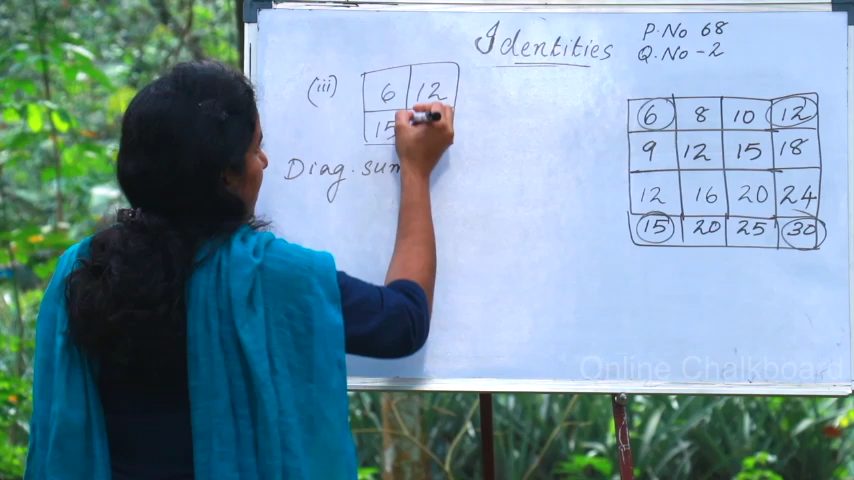 Identities
P.No 68
Q.No - 2
(iii)
6 12
15
Diag. sum
6 8 10 12
9 12 15 18
12 16 20 24
15 20 25 30
Online Chalkboard